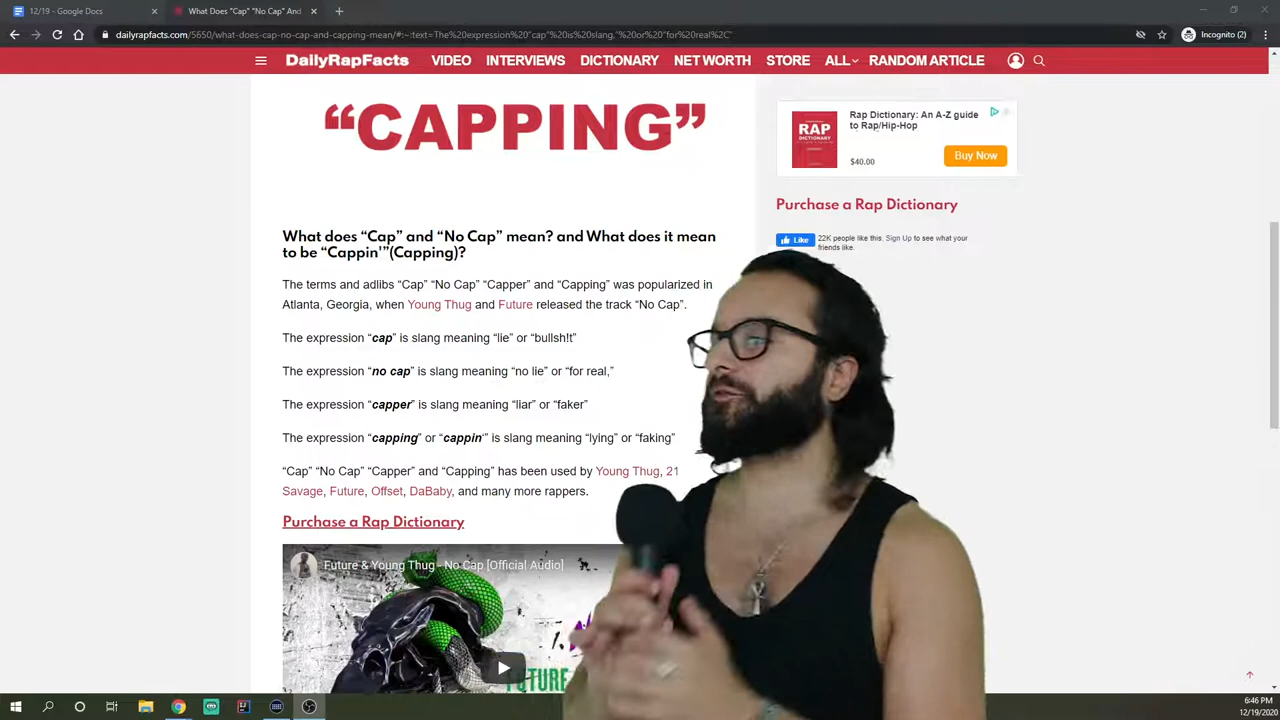 12/19 - Google Docs
What Does "Cap" "No Cap" And
dailyrapfacts.com/5650/what-does-cap-no-cap-and-capping-mean/#:~:text=The%20expression%20"cap"%20is%20slang,"%20or"%20for%20real%2C"
Incognito (2)
DailyRapFacts VIDEO INTERVIEWS DICTIONARY NET WORTH STORE ALL RANDOM ARTICLE
“CAPPING”
What does “Cap” and “No Cap” mean? and What does it mean
to be “Cappin'”(Capping)?
The terms and adlibs “Cap” “No Cap” “Capper” and “Capping” was popularized in
Atlanta, Georgia, when Young Thug and Future released the track “No Cap”.
The expression “cap” is slang meaning “lie” or “bullsh!t”
The expression “no cap” is slang meaning “no lie” or “for real,”
The expression “capper” is slang meaning “liar” or “faker”
The expression “capping” or “cappin'” is slang meaning “lying” or “faking”
“Cap” “No Cap” “Capper” and “Capping” has been used by Young Thug, 21
Savage, Future, Offset, DaBaby, and many more rappers.
Purchase a Rap Dictionary
Future & Young Thug - No Cap [Official Audio]
1.
FUTURE
RAP
DICTIONARY
Rap Dictionary: An A-Z guide
to Rap/Hip-Hop
$40.00
Buy Now
Purchase a Rap Dictionary
Like
22K people like this. Sign Up to see what your
friends like.
6:46 PM
12/19/2020